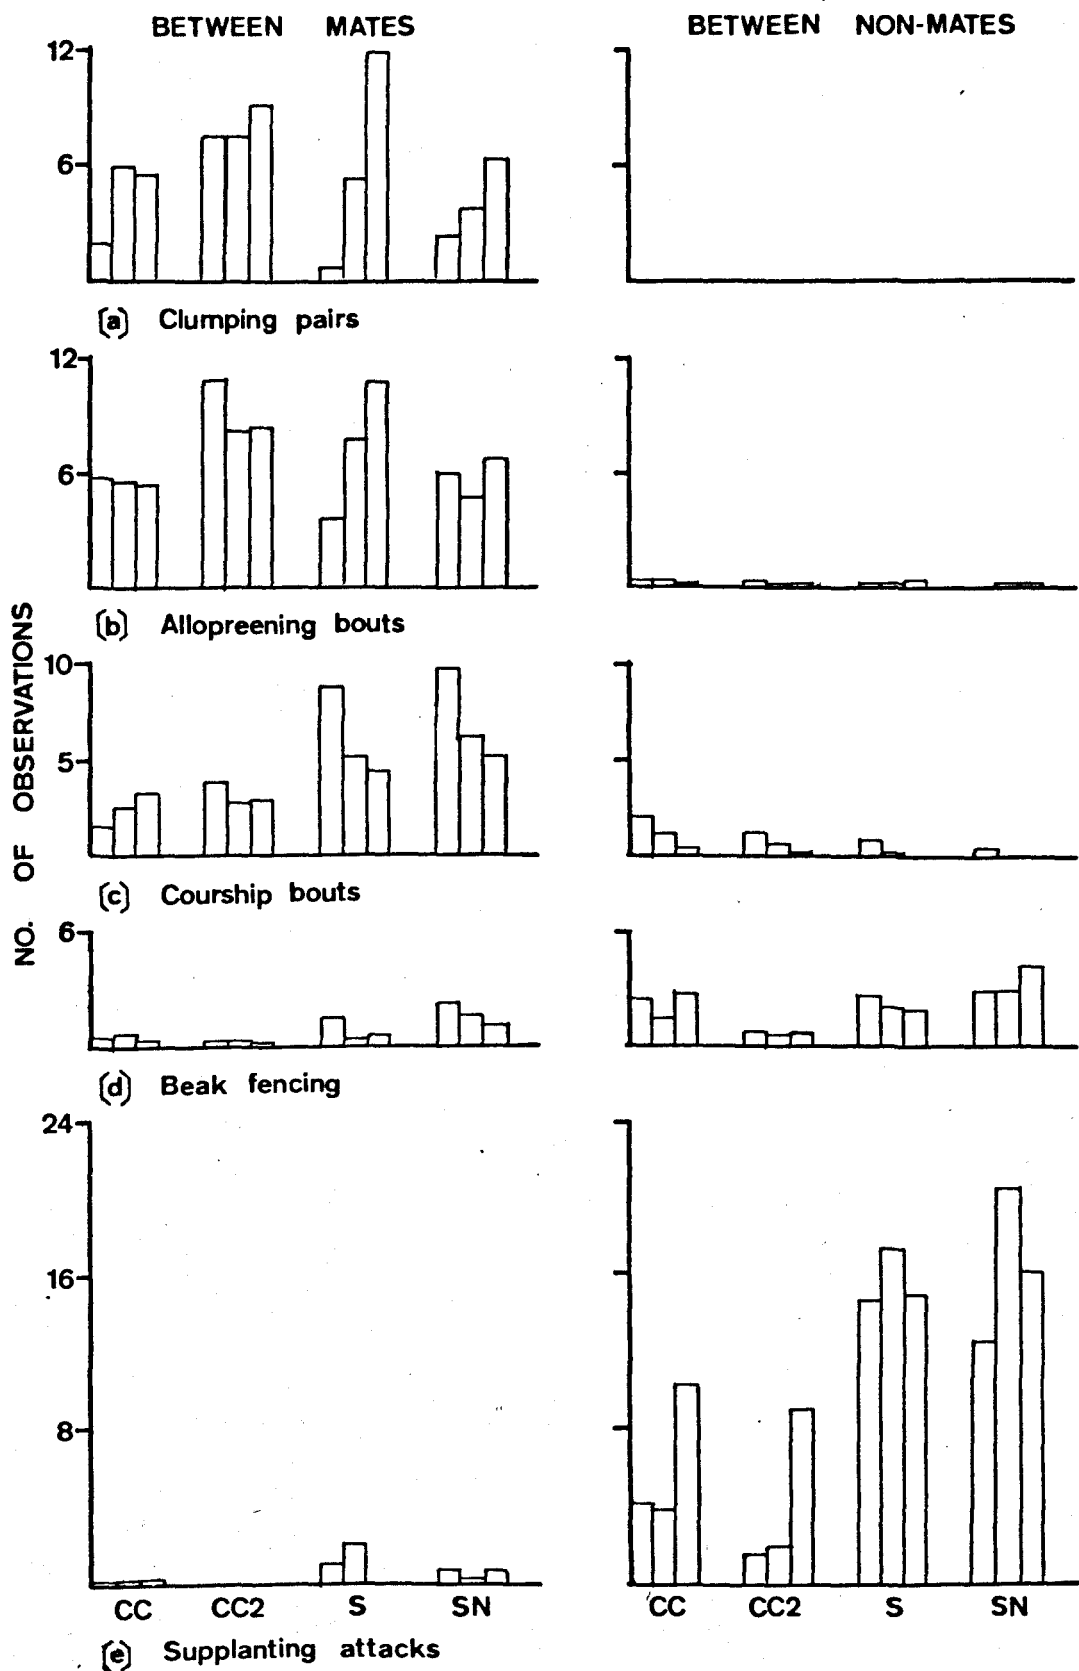 BETWEEN MATES
BETWEEN NON-MATES
12
6
(a) Clumping pairs
12
6
(b) Allopreening bouts
10
5
(c) Courship bouts
6
(d) Beak fencing
24
16
8
CC CC2 S SN
CC CC2 S SN
(e) Supplanting attacks
NO. OF OBSERVATIONS